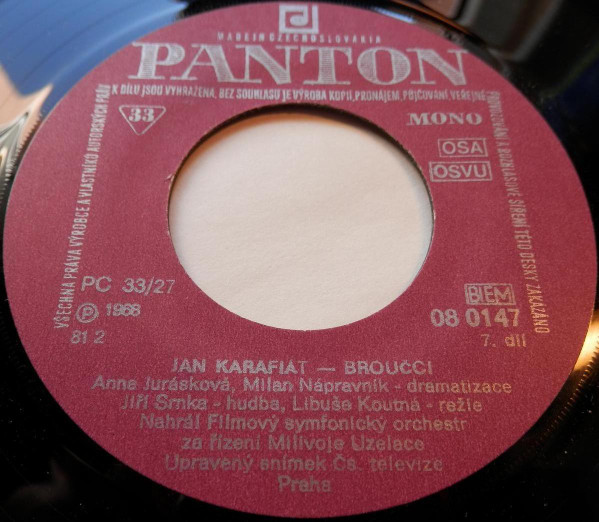 MADE IN CZECHOSLOVAKIA
PANTON
VŠECHNA PRÁVA VÝROBCE A VLASTNÍKŮ AUTORSKÝCH PRÁV K DÍLU JSOU VYHRAŽENA, BEZ SOUHLASU JE VÝROBA KOPIÍ, PRONÁJEM, PŮJČOVÁNÍ, VEŘEJNÉ PROVOZOVÁNÍ A ROZHLASOVÉ ŠÍŘENÍ TÉTO DESKY ZAKÁZÁNO
33
MONO
OSA
OSVU
PC 33/27
BIEM
℗ 1968
08 0147
81 2
7. díl
JAN KARAFIAT — BROUČCI
Anna Jurásková, Milan Nápravník - dramatizace
Jiří Srnka - hudba, Libuše Koutná - režie
Nahrál Filmový symfonický orchestr
za řízení Milivoje Uzelace
Upravený snímek Čs. televize
Praha